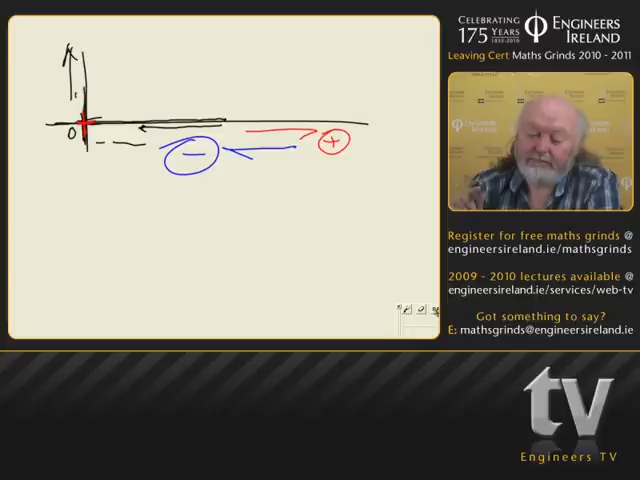 CELEBRATING
175 YEARS
1835-2010
ENGINEERS
IRELAND
Leaving Cert Maths Grinds 2010 - 2011
0
+
−
Register for free maths grinds @
engineersireland.ie/mathsgrinds
2009 - 2010 lectures available @
engineersireland.ie/services/web-tv
Got something to say?
E: mathsgrinds@engineersireland.ie
tv
Engineers TV